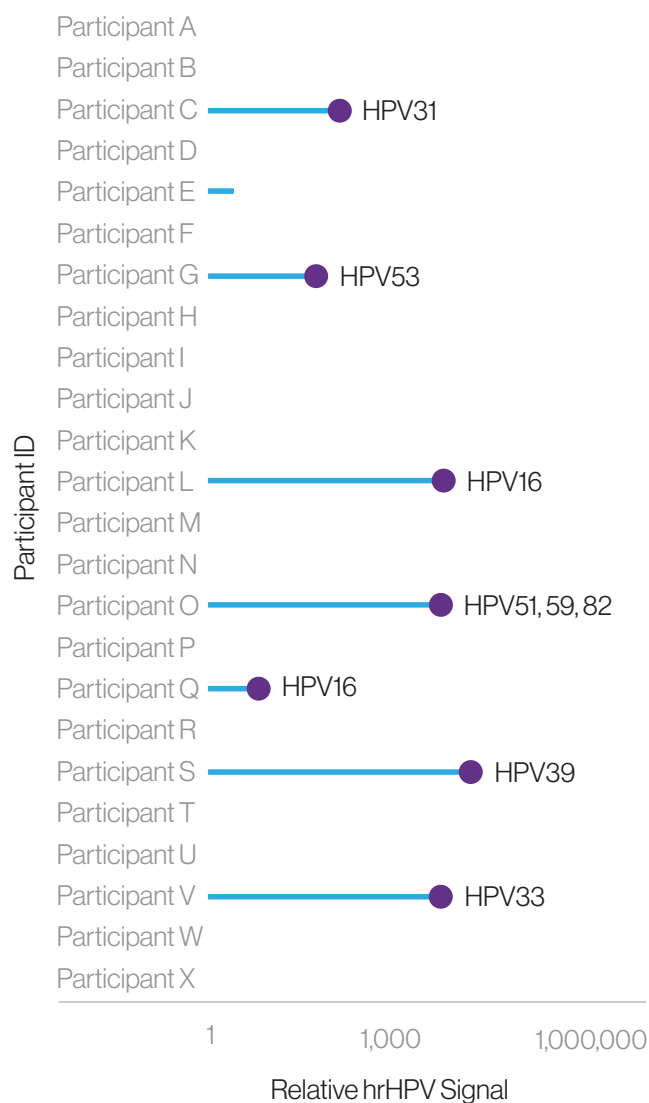 Participant A
Participant B
Participant C HPV31
Participant D
Participant E
Participant F
Participant G HPV53
Participant H
Participant I
Participant J
Participant K
Participant L HPV16
Participant M
Participant N
Participant O HPV51, 59, 82
Participant P
Participant Q HPV16
Participant R
Participant S HPV39
Participant T
Participant U
Participant V HPV33
Participant W
Participant X
Participant ID
1 1,000 1,000,000
Relative hrHPV Signal